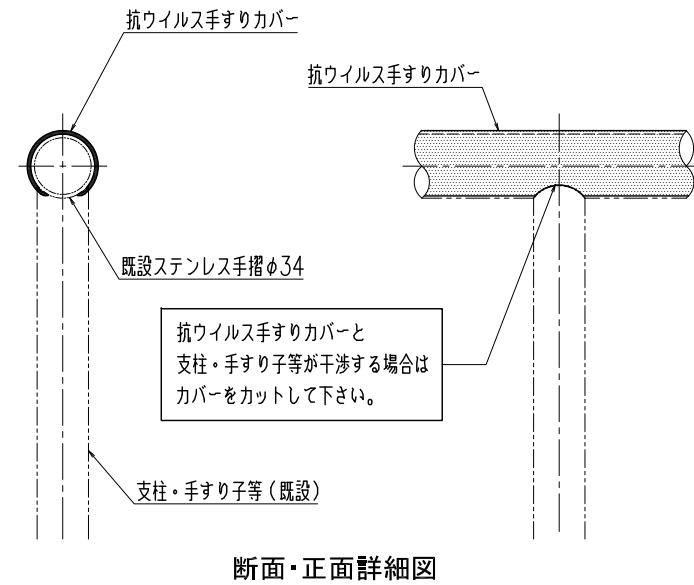 抗ウイルス手すりカバー
抗ウイルス手すりカバー
既設ステンレス手摺φ34
抗ウイルス手すりカバーと
支柱・手すり子等が干渉する場合は
カバーをカットして下さい。
支柱・手すり子等(既設)
断面・正面詳細図